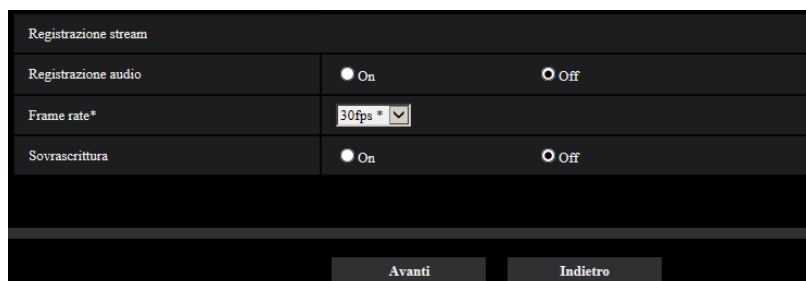 Registrazione stream
Registrazione audio On Off
Frame rate* 30fps *
Sovrascrittura On Off
Avanti Indietro